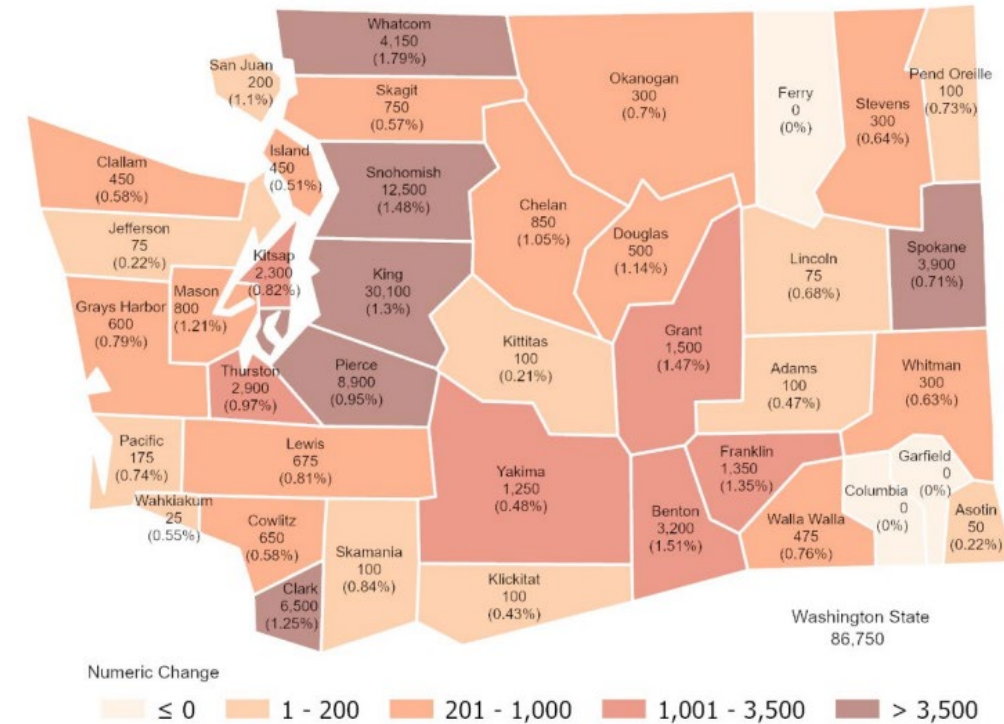 Whatcom
4,150
(1.79%)
San Juan
200
(1.1%)
Skagit
750
(0.57%)
Okanogan
300
(0.7%)
Ferry
0
(0%)
Stevens
300
(0.64%)
Pend Oreille
100
(0.73%)
Clallam
450
(0.58%)
Island
450
(0.51%)
Snohomish
12,500
(1.48%)
Chelan
850
(1.05%)
Douglas
500
(1.14%)
Jefferson
75
(0.22%)
Kitsap
2,300
(0.82%)
King
30,100
(1.3%)
Lincoln
75
(0.68%)
Spokane
3,900
(0.71%)
Grays Harbor
600
(0.79%)
Mason
800
(1.21%)
Kittitas
100
(0.21%)
Grant
1,500
(1.47%)
Thurston
2,900
(0.97%)
Pierce
8,900
(0.95%)
Adams
100
(0.47%)
Whitman
300
(0.63%)
Pacific
175
(0.74%)
Lewis
675
(0.81%)
Yakima
1,250
(0.48%)
Franklin
1,350
(1.35%)
Garfield
0
(0%)
Columbia
0
(0%)
Wahkiakum
25
(0.55%)
Cowlitz
650
(0.58%)
Skamania
100
(0.84%)
Benton
3,200
(1.51%)
Walla Walla
475
(0.76%)
Asotin
50
(0.22%)
Clark
6,500
(1.25%)
Klickitat
100
(0.43%)
Washington State
86,750
Numeric Change
≤ 0
1 - 200
201 - 1,000
1,001 - 3,500
> 3,500